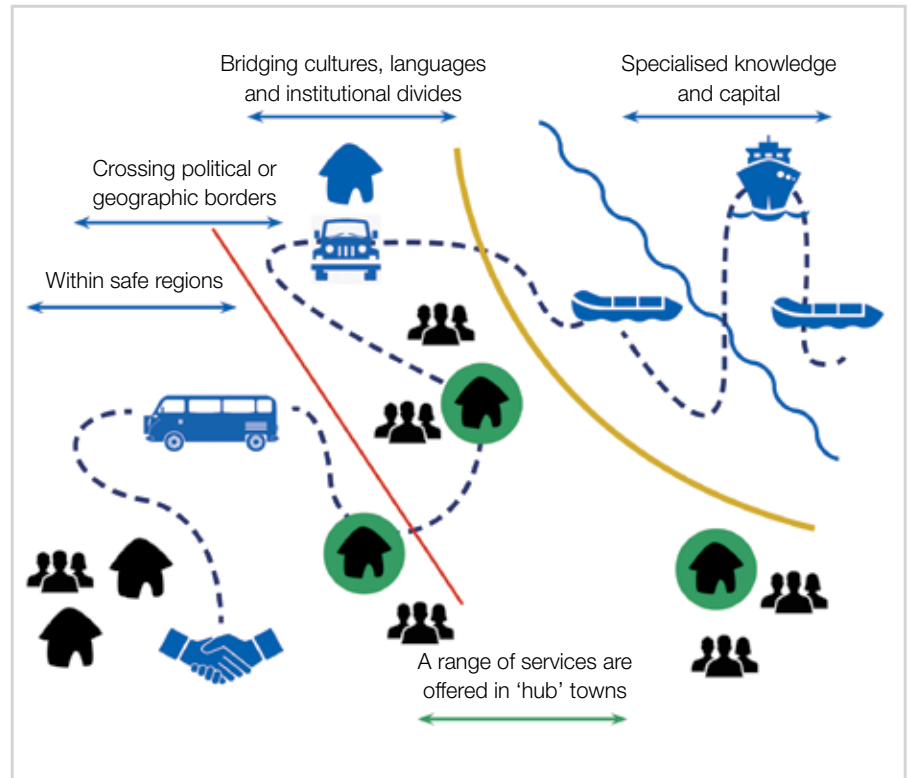 Bridging cultures, languages
and institutional divides
Specialised knowledge
and capital
Crossing political or
geographic borders
Within safe regions
A range of services are
offered in ‘hub’ towns